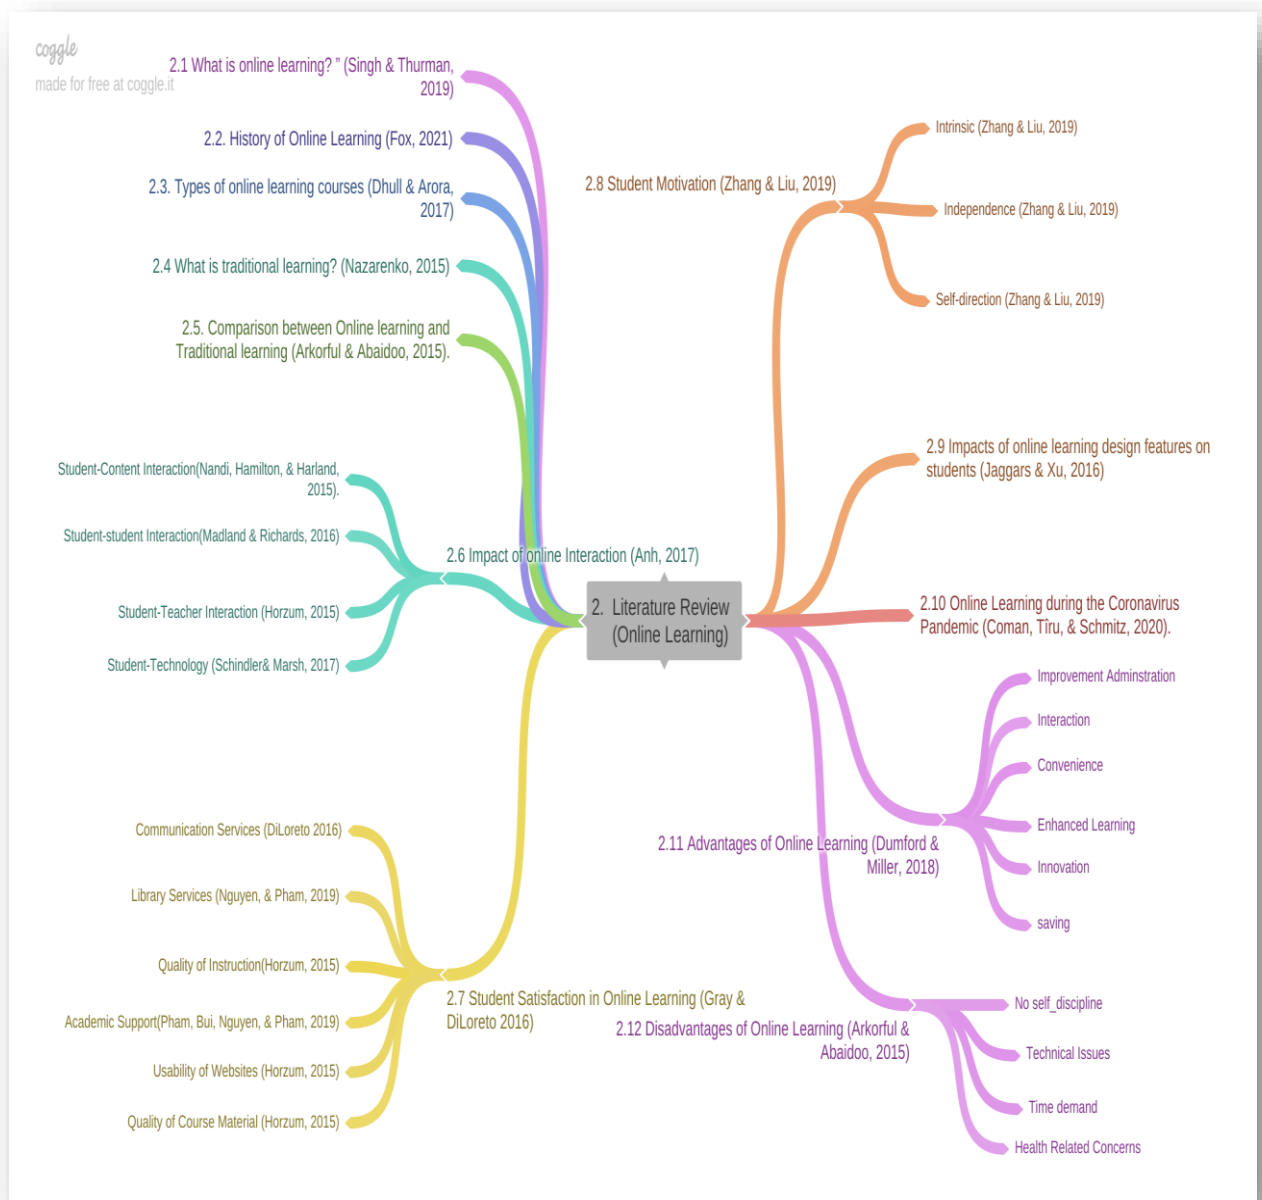 coggle
made for free at coggle.it
2.1 What is online learning? ” (Singh & Thurman,
2019)
2.2. History of Online Learning (Fox, 2021)
2.3. Types of online learning courses (Dhull & Arora,
2017)
2.4 What is traditional learning? (Nazarenko, 2015)
2.5. Comparison between Online learning and
Traditional learning (Arkorful & Abaidoo, 2015).
Student-Content Interaction(Nandi, Hamilton, & Harland,
2015).
Student-student Interaction(Madland & Richards, 2016)
Student-Teacher Interaction (Horzum, 2015)
Student-Technology (Schindler& Marsh, 2017)
2.6 Impact of online Interaction (Anh, 2017)
2. Literature Review
(Online Learning)
Communication Services (DiLoreto 2016)
Library Services (Nguyen, & Pham, 2019)
Quality of Instruction(Horzum, 2015)
Academic Support(Pham, Bui, Nguyen, & Pham, 2019)
Usability of Websites (Horzum, 2015)
Quality of Course Material (Horzum, 2015)
2.7 Student Satisfaction in Online Learning (Gray &
DiLoreto 2016)
2.8 Student Motivation (Zhang & Liu, 2019)
Intrinsic (Zhang & Liu, 2019)
Independence (Zhang & Liu, 2019)
Self-direction (Zhang & Liu, 2019)
2.9 Impacts of online learning design features on
students (Jaggars & Xu, 2016)
2.10 Online Learning during the Coronavirus
Pandemic (Coman, Tîru, & Schmitz, 2020).
2.11 Advantages of Online Learning (Dumford &
Miller, 2018)
Improvement Adminstration
Interaction
Convenience
Enhanced Learning
Innovation
saving
2.12 Disadvantages of Online Learning (Arkorful &
Abaidoo, 2015)
No self_discipline
Technical Issues
Time demand
Health Related Concerns